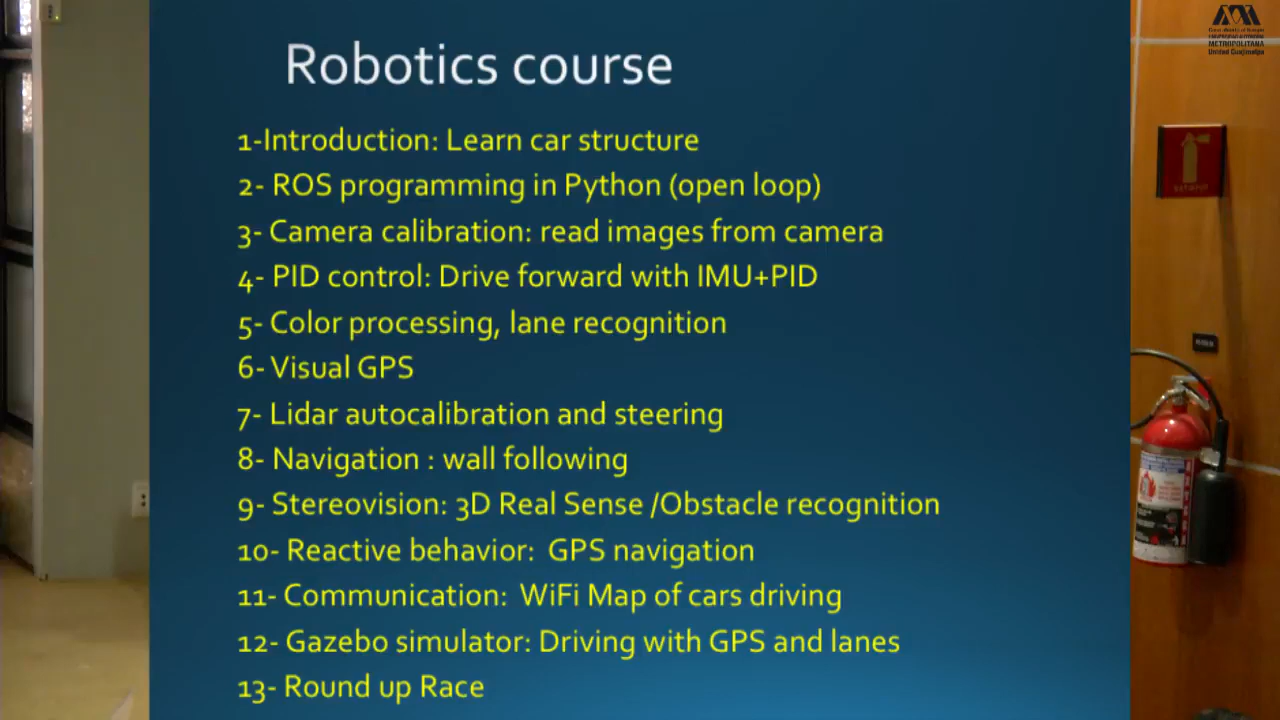 Robotics course
1-Introduction: Learn car structure
2- ROS programming in Python (open loop)
3- Camera calibration: read images from camera
4- PID control: Drive forward with IMU+PID
5- Color processing, lane recognition
6- Visual GPS
7- Lidar autocalibration and steering
8- Navigation : wall following
9- Stereovision: 3D Real Sense /Obstacle recognition
10- Reactive behavior:  GPS navigation
11- Communication:  WiFi Map of cars driving
12- Gazebo simulator: Driving with GPS and lanes
13- Round up Race
UNIVERSIDAD AUTONOMA
METROPOLITANA
Unidad Cuajimalpa